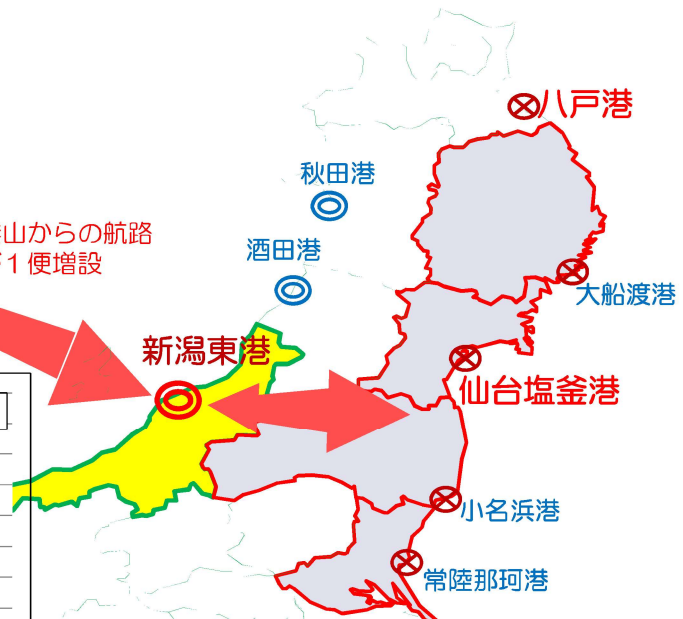 八戸港
秋田港
山からの航路
酒田港
１便増設
大船渡港
新潟東港
仙台塩釜港
小名浜港
常陸那珂港